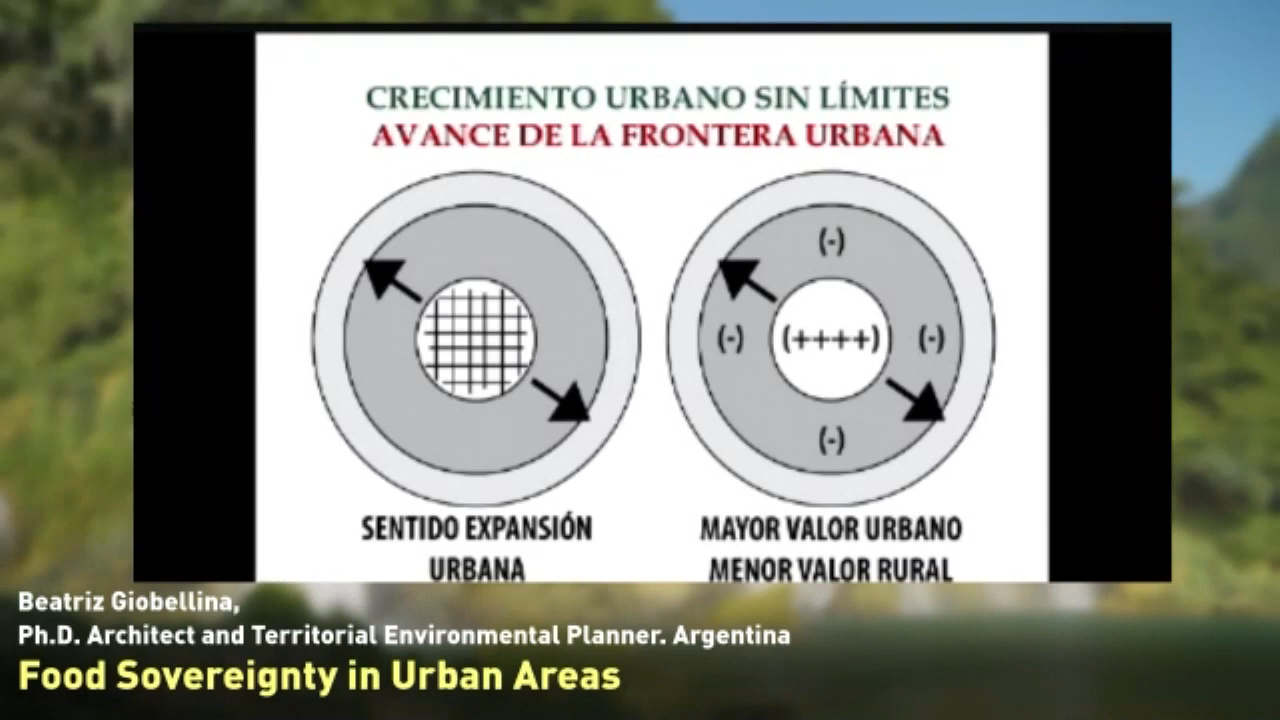 CRECIMIENTO URBANO SIN LÍMITES
AVANCE DE LA FRONTERA URBANA
(-)
(-) (++++) (-)
(-)
SENTIDO EXPANSIÓN
URBANA
MAYOR VALOR URBANO
MENOR VALOR RURAL
Beatriz Giobellina,
Ph.D. Architect and Territorial Environmental Planner. Argentina
Food Sovereignty in Urban Areas